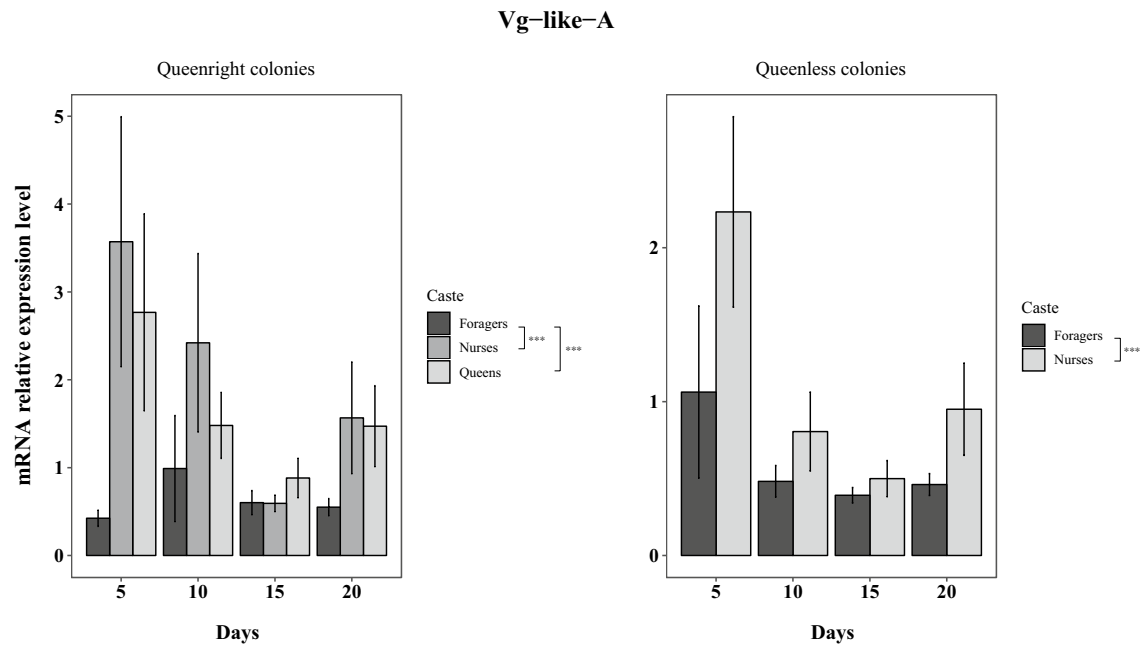 Vg−like−A
Queenright colonies
Queenless colonies
mRNA relative expression level
5
4
3
2
1
0
5 10 15 20
Days
Caste
Foragers
Nurses
Queens
***
***
2
1
0
5 10 15 20
Days
Caste
Foragers
Nurses
***